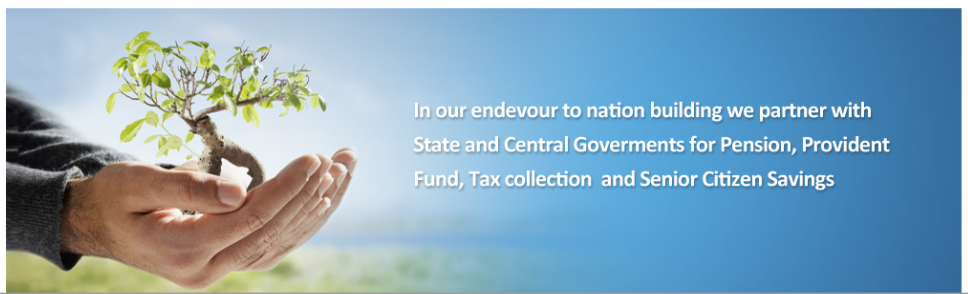 In our endevour to nation building we partner with
State and Central Goverments for Pension, Provident
Fund, Tax collection  and Senior Citizen Savings